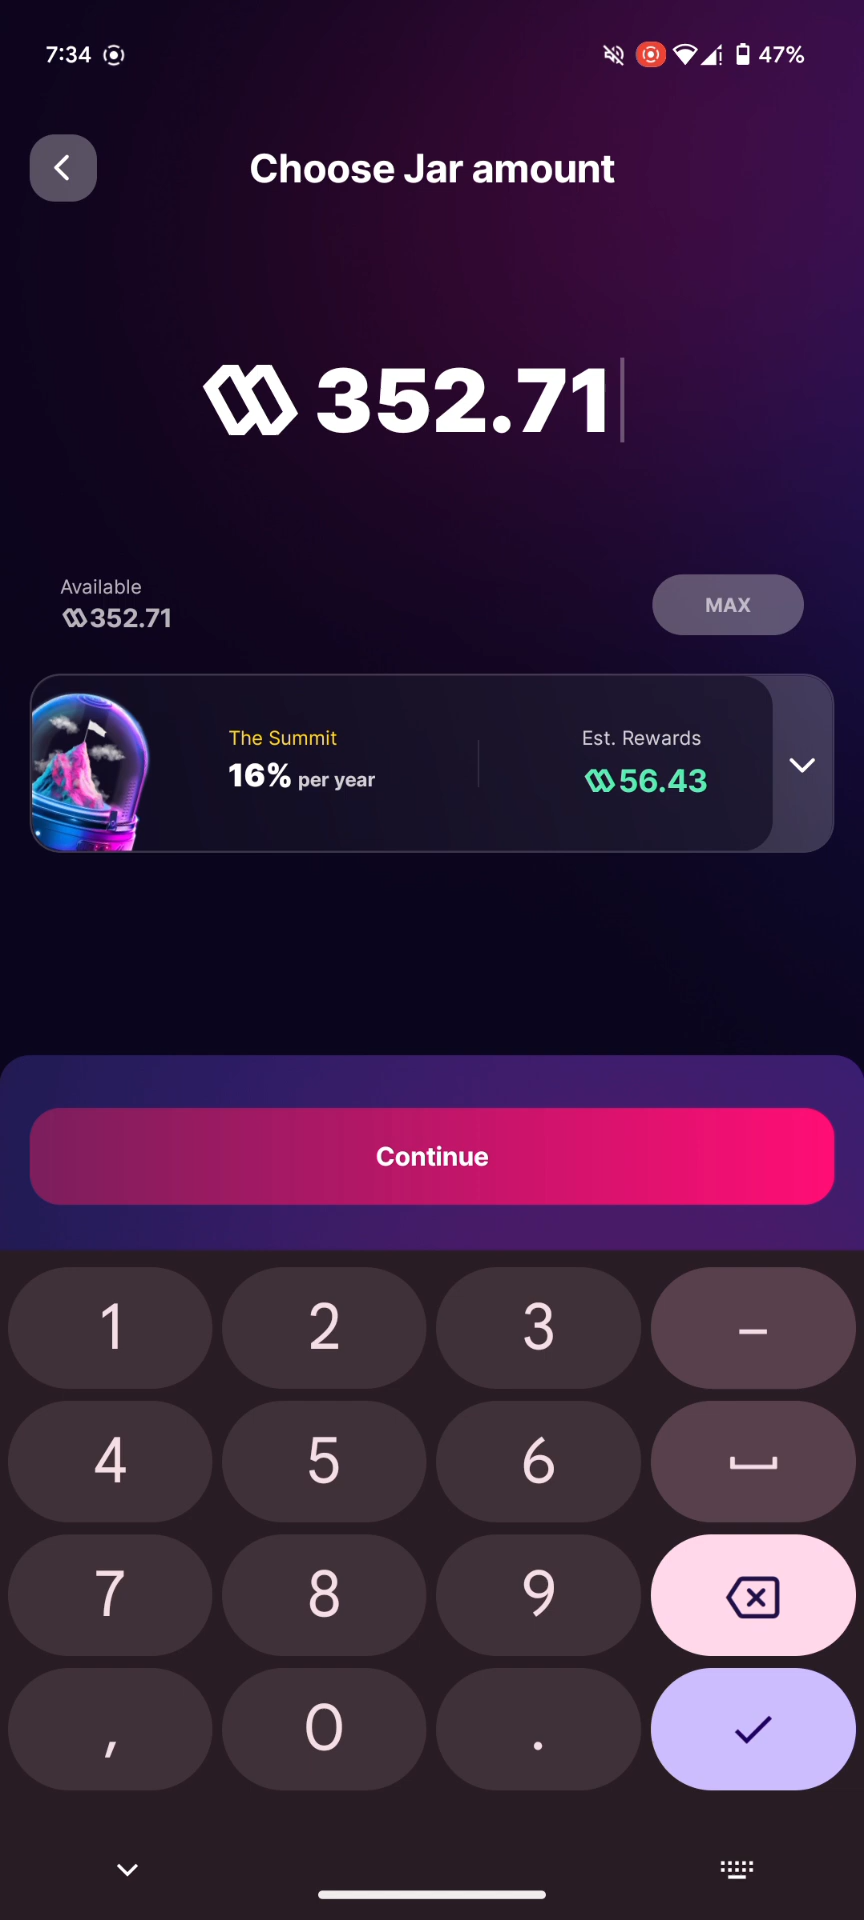 7:34
47%
Choose Jar amount
352.71
Available
352.71
MAX
The Summit
16% per year
Est. Rewards
56.43
Continue
1 2 3 –
4 5 6
7 8 9
, 0 .